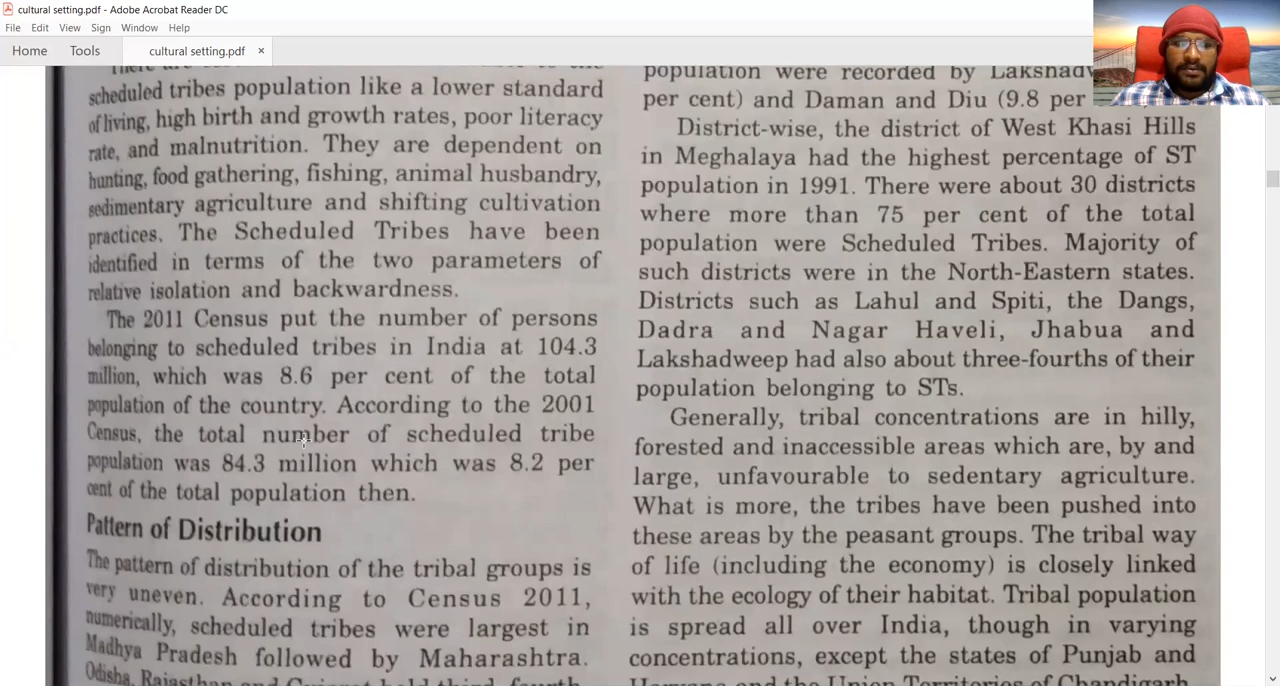 cultural setting.pdf - Adobe Acrobat Reader DC
File Edit View Sign Window Help
Home Tools cultural setting.pdf ×
scheduled tribes population like a lower standard
of living, high birth and growth rates, poor literacy
rate, and malnutrition. They are dependent on
hunting, food gathering, fishing, animal husbandry,
sedimentary agriculture and shifting cultivation
practices. The Scheduled Tribes have been
identified in terms of the two parameters of
relative isolation and backwardness.
The 2011 Census put the number of persons
belonging to scheduled tribes in India at 104.3
million, which was 8.6 per cent of the total
population of the country. According to the 2001
Census, the total number of scheduled tribe
population was 84.3 million which was 8.2 per
cent of the total population then.
Pattern of Distribution
The pattern of distribution of the tribal groups is
very uneven. According to Census 2011,
numerically, scheduled tribes were largest in
Madhya Pradesh followed by Maharashtra.
Odisha, Rajasthan and Gujarat held third, fourth
population were recorded by
per cent) and Daman and Diu (9.8 per
District-wise, the district of West Khasi Hills
in Meghalaya had the highest percentage of ST
population in 1991. There were about 30 districts
where more than 75 per cent of the total
population were Scheduled Tribes. Majority of
such districts were in the North-Eastern states.
Districts such as Lahul and Spiti, the Dangs,
Dadra and Nagar Haveli, Jhabua and
Lakshadweep had also about three-fourths of their
population belonging to STs.
Generally, tribal concentrations are in hilly,
forested and inaccessible areas which are, by and
large, unfavourable to sedentary agriculture.
What is more, the tribes have been pushed into
these areas by the peasant groups. The tribal way
of life (including the economy) is closely linked
with the ecology of their habitat. Tribal population
is spread all over India, though in varying
concentrations, except the states of Punjab and
Haryana and the Union Territories of Chandigarh,